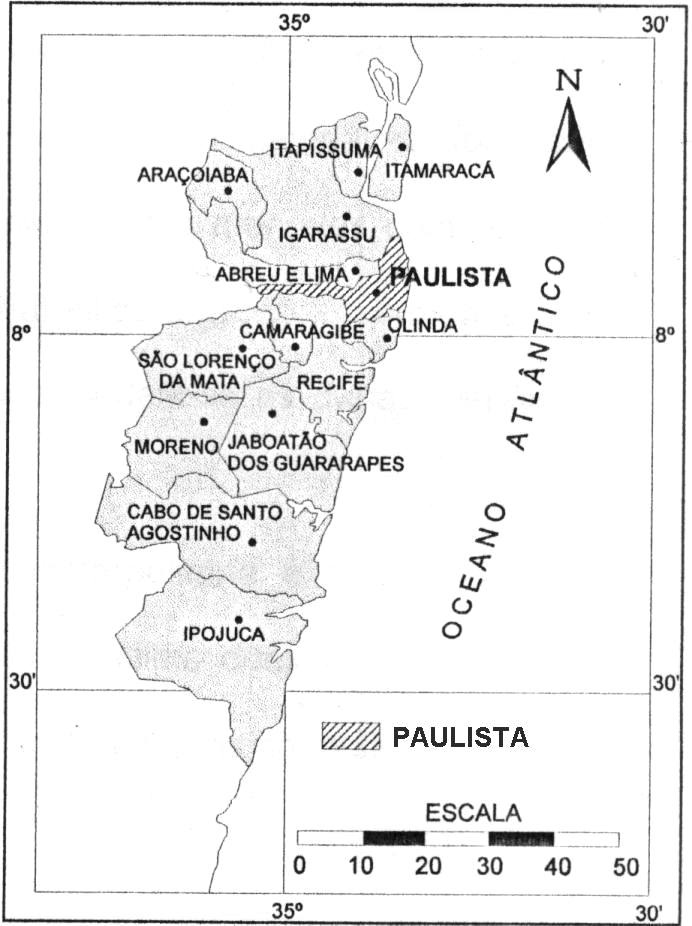 35º
30'
N
ITAPISSUMA
ARAÇOIABA
ITAMARACÁ
IGARASSU
ABREU E LIMA
PAULISTA
8º
CAMARAGIBE
OLINDA
8º
SÃO LORENÇO
DA MATA
RECIFE
MORENO
JABOATÃO
DOS GUARARAPES
CABO DE SANTO
AGOSTINHO
OCEANO ATLÂNTICO
IPOJUCA
30'
30'
PAULISTA
ESCALA
0 10 20 30 40 50
35º
30'